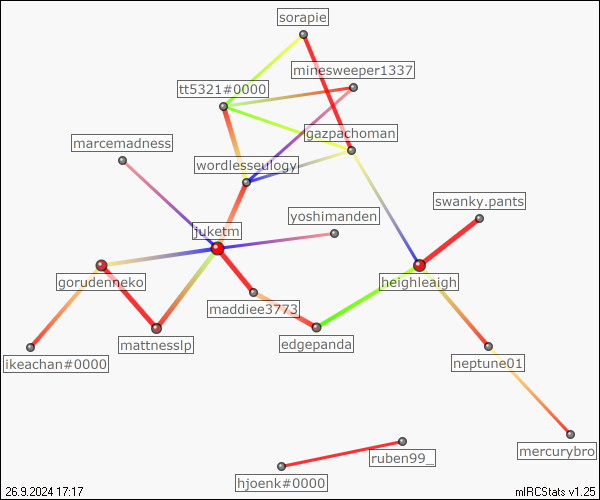 sorapie
minesweeper1337
tt5321#0000
gazpachoman
marcemadness
wordlesseulogy
swanky.pants
yoshimanden
juketm
gorudenneko
beighleaigh
maddiee3773
mattnesslp
edgepanda
ikeachan#0000
neptune01
mercurybro
ruben99_
hjoenk#0000
26.9.2024 17:17
mIRCStats v1.25